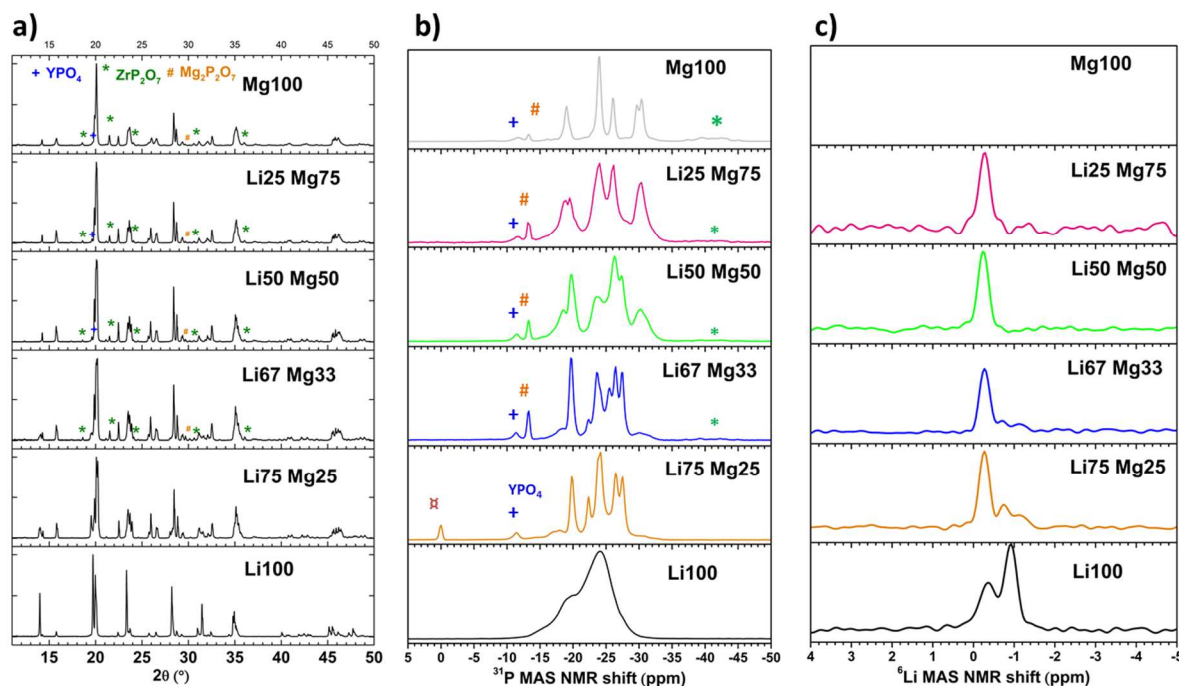 a)
20 25 30 35 40 45 50
+ YPO₄ * ZrP₂O₇ # Mg₂P₂O₇
Mg100
* + * * # * *
Li25 Mg75
* + * * # * *
Li50 Mg50
* + * * # * *
Li67 Mg33
* * * # * *
Li75 Mg25
Li100
20 25 30 35 40 45 50
2θ (°)
b)
Mg100
+ # *
Li25 Mg75
+ # *
Li50 Mg50
+ # *
Li67 Mg33
+ # *
Li75 Mg25
¤ YPO₄
+
Li100
5 0 -5 -10 -15 -20 -25 -30 -35 -40 -45 -50
³¹P MAS NMR shift (ppm)
c)
Mg100
Li25 Mg75
Li50 Mg50
Li67 Mg33
Li75 Mg25
Li100
4 3 2 1 0 -1 -2 -3 -4 -5
⁶Li MAS NMR shift (ppm)